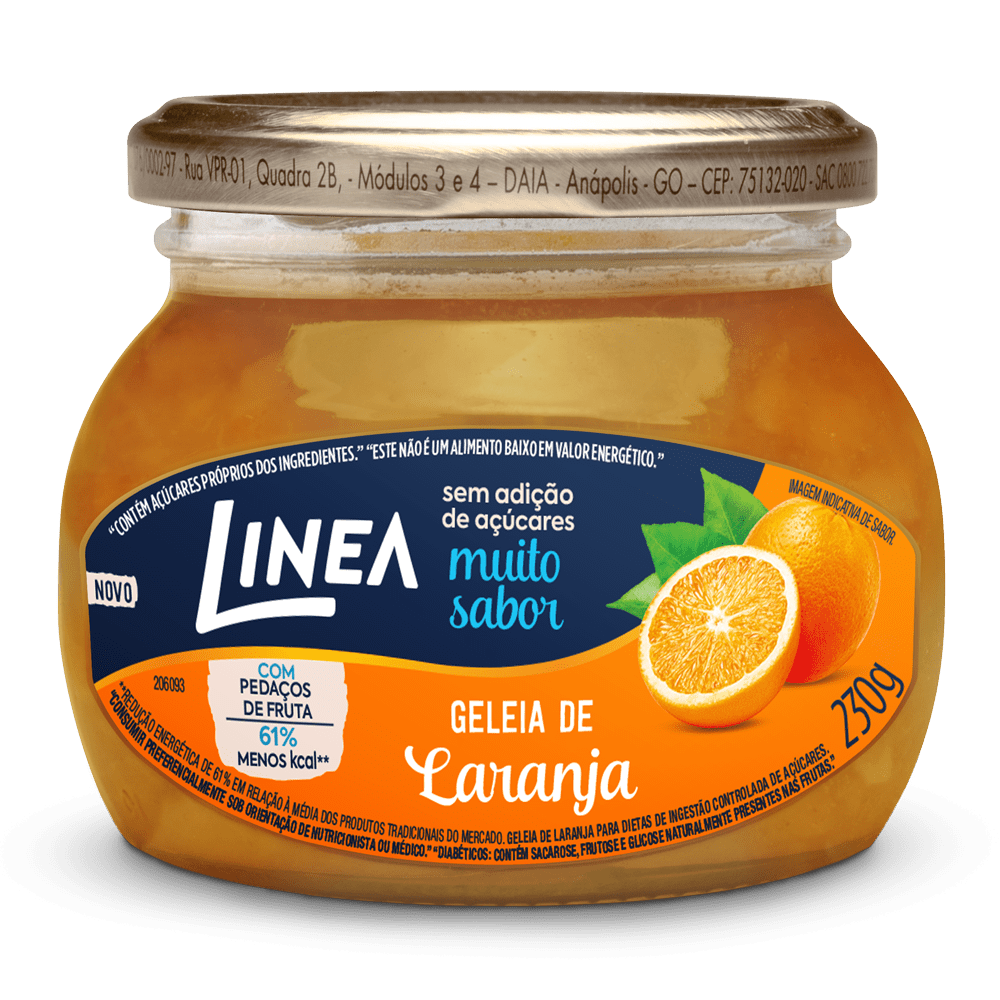 0002-97 - Rua VPR-01, Quadra 2B, - Módulos 3 e 4 – DAIA - Anápolis - GO – CEP: 75132-020 - SAC 0800
"CONTÉM AÇÚCARES PRÓPRIOS DOS INGREDIENTES." "ESTE NÃO É UM ALIMENTO BAIXO EM VALOR ENERGÉTICO."
IMAGEM INDICATIVA DE SABOR.
LINEA
sem adição
de açúcares
muito
sabor
NOVO
206093
COM
PEDAÇOS
DE FRUTA
61%
MENOS kcal**
GELEIA DE
Laranja
230g
**REDUÇÃO ENERGÉTICA DE 61% EM RELAÇÃO À MÉDIA DOS PRODUTOS TRADICIONAIS DO MERCADO. GELEIA DE LARANJA PARA DIETAS DE INGESTÃO CONTROLADA DE AÇÚCARES.
"CONSUMIR PREFERENCIALMENTE SOB ORIENTAÇÃO DE NUTRICIONISTA OU MÉDICO." "DIABÉTICOS: CONTÉM SACAROSE, FRUTOSE E GLICOSE NATURALMENTE PRESENTES NAS FRUTAS."